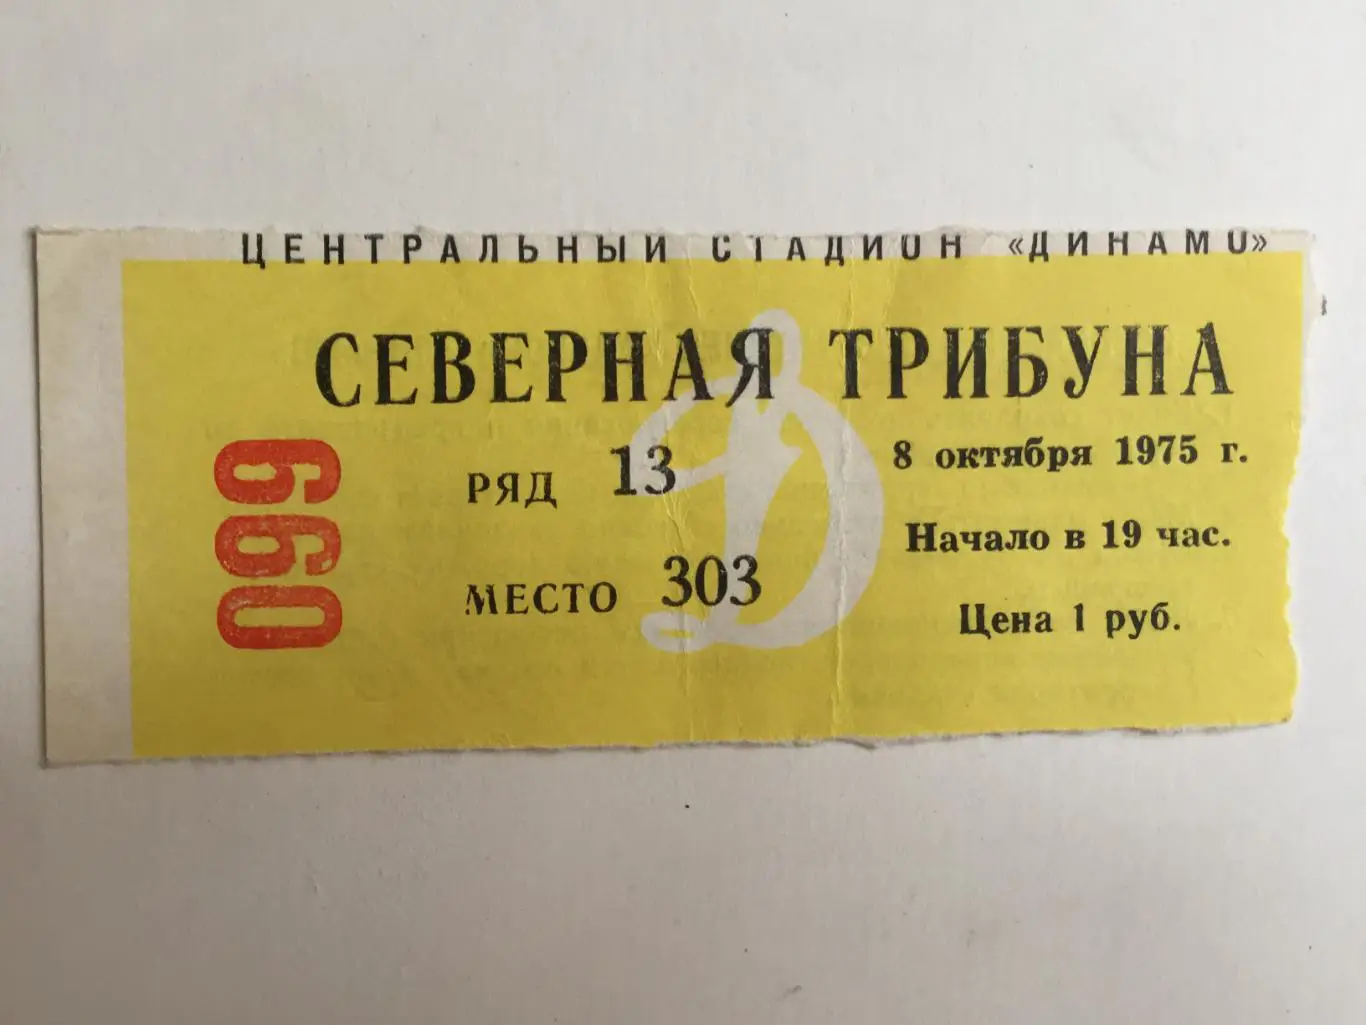 ЦЕНТРАЛЬНЫЙ СТАДИОН «ДИНАМО»
СЕВЕРНАЯ ТРИБУНА
099
РЯД 13
МЕСТО 303
8 октября 1975 г.
Начало в 19 час.
Цена 1 руб.